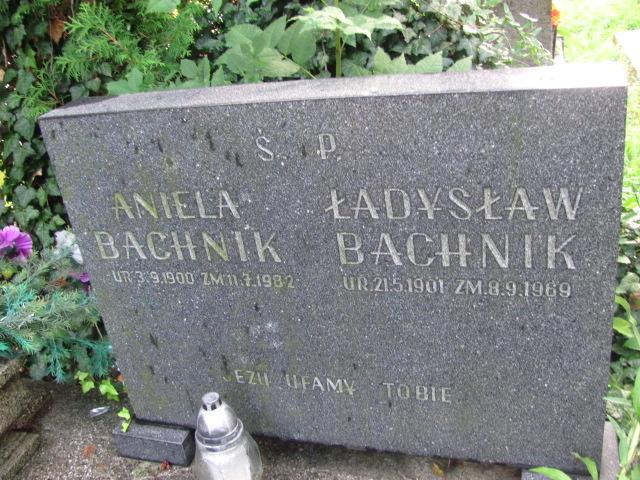 Ś. P.
ANIELA
BACHNIK
UR.3.9.1900 ZM.11.7.1982
ŁADYSŁAW
BACHNIK
UR.21.5.1901 ZM.8.9.1969
JEZU UFAMY TOBIE